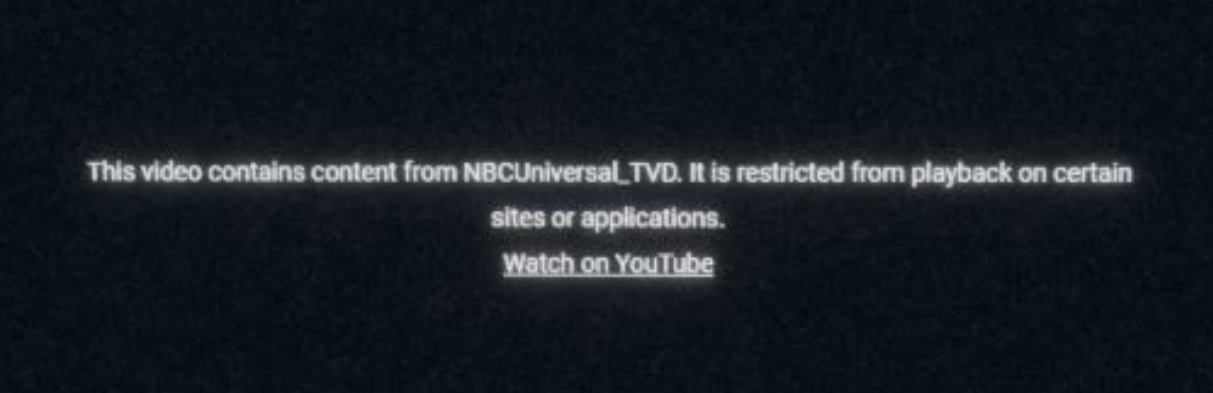 This video contains content from NBCUniversal_TVD. It is restricted from playback on certain
sites or applications.
Watch on YouTube